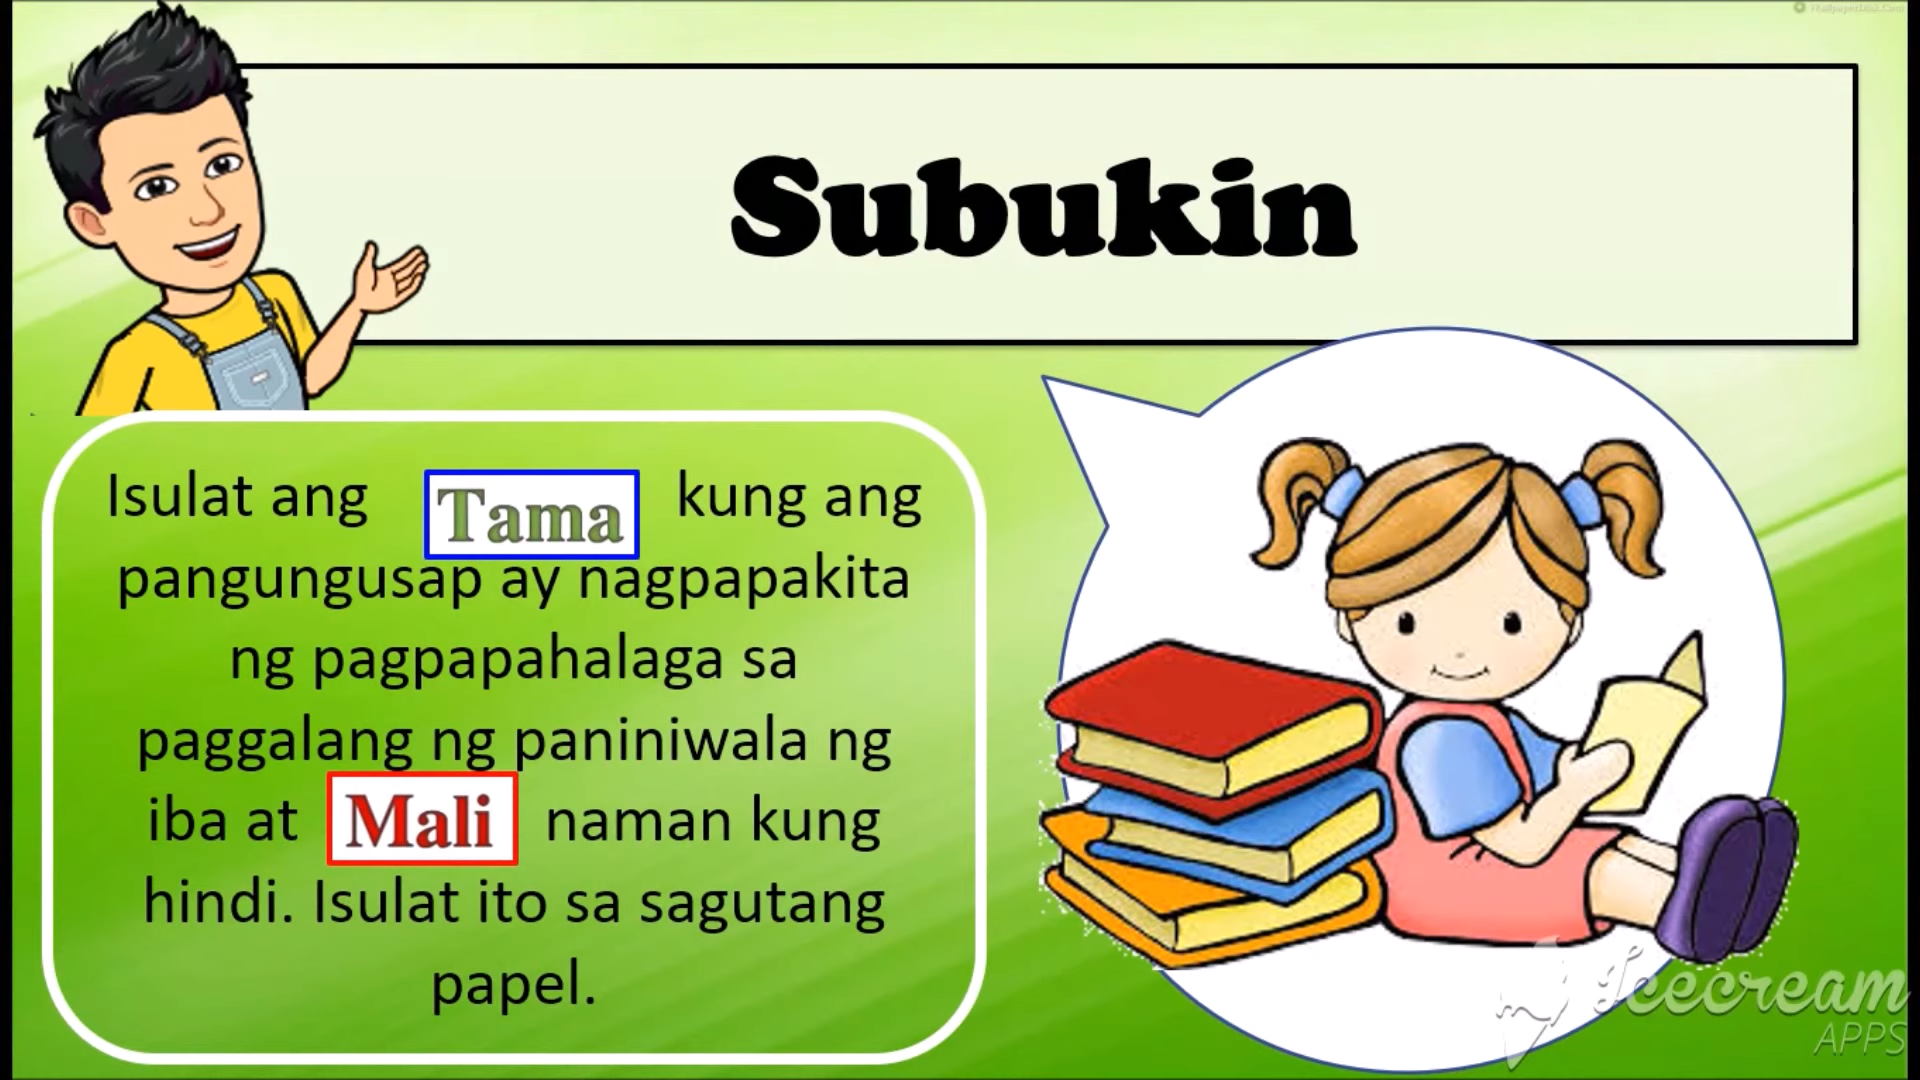 Subukin
Isulat ang Tama kung ang
pangungusap ay nagpapakita
ng pagpapahalaga sa
paggalang ng paniniwala ng
iba at Mali naman kung
hindi. Isulat ito sa sagutang
papel.
Icecream
APPS